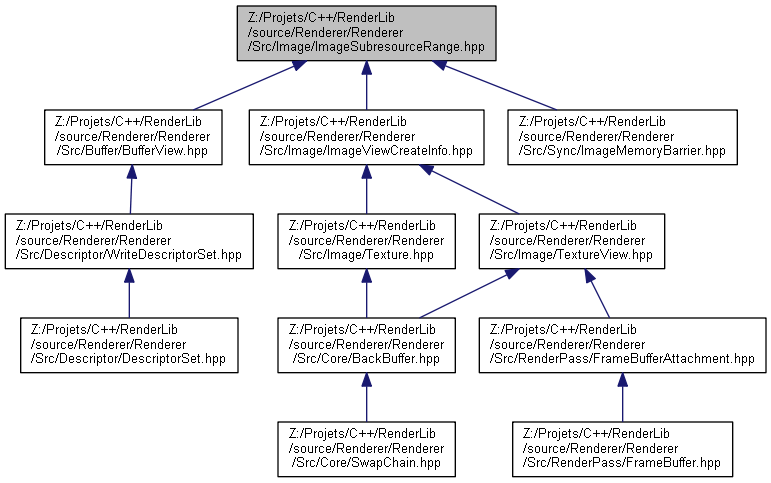 Z:/Projets/C++/RenderLib
/source/Renderer/Renderer
/Src/Image/ImageSubresourceRange.hpp
Z:/Projets/C++/RenderLib
/source/Renderer/Renderer
/Src/Buffer/BufferView.hpp
Z:/Projets/C++/RenderLib
/source/Renderer/Renderer
/Src/Image/ImageViewCreateInfo.hpp
Z:/Projets/C++/RenderLib
/source/Renderer/Renderer
/Src/Sync/ImageMemoryBarrier.hpp
Z:/Projets/C++/RenderLib
/source/Renderer/Renderer
/Src/Descriptor/WriteDescriptorSet.hpp
Z:/Projets/C++/RenderLib
/source/Renderer/Renderer
/Src/Image/Texture.hpp
Z:/Projets/C++/RenderLib
/source/Renderer/Renderer
/Src/Image/TextureView.hpp
Z:/Projets/C++/RenderLib
/source/Renderer/Renderer
/Src/Descriptor/DescriptorSet.hpp
Z:/Projets/C++/RenderLib
/source/Renderer/Renderer
/Src/Core/BackBuffer.hpp
Z:/Projets/C++/RenderLib
/source/Renderer/Renderer
/Src/RenderPass/FrameBufferAttachment.hpp
Z:/Projets/C++/RenderLib
/source/Renderer/Renderer
/Src/Core/SwapChain.hpp
Z:/Projets/C++/RenderLib
/source/Renderer/Renderer
/Src/RenderPass/FrameBuffer.hpp